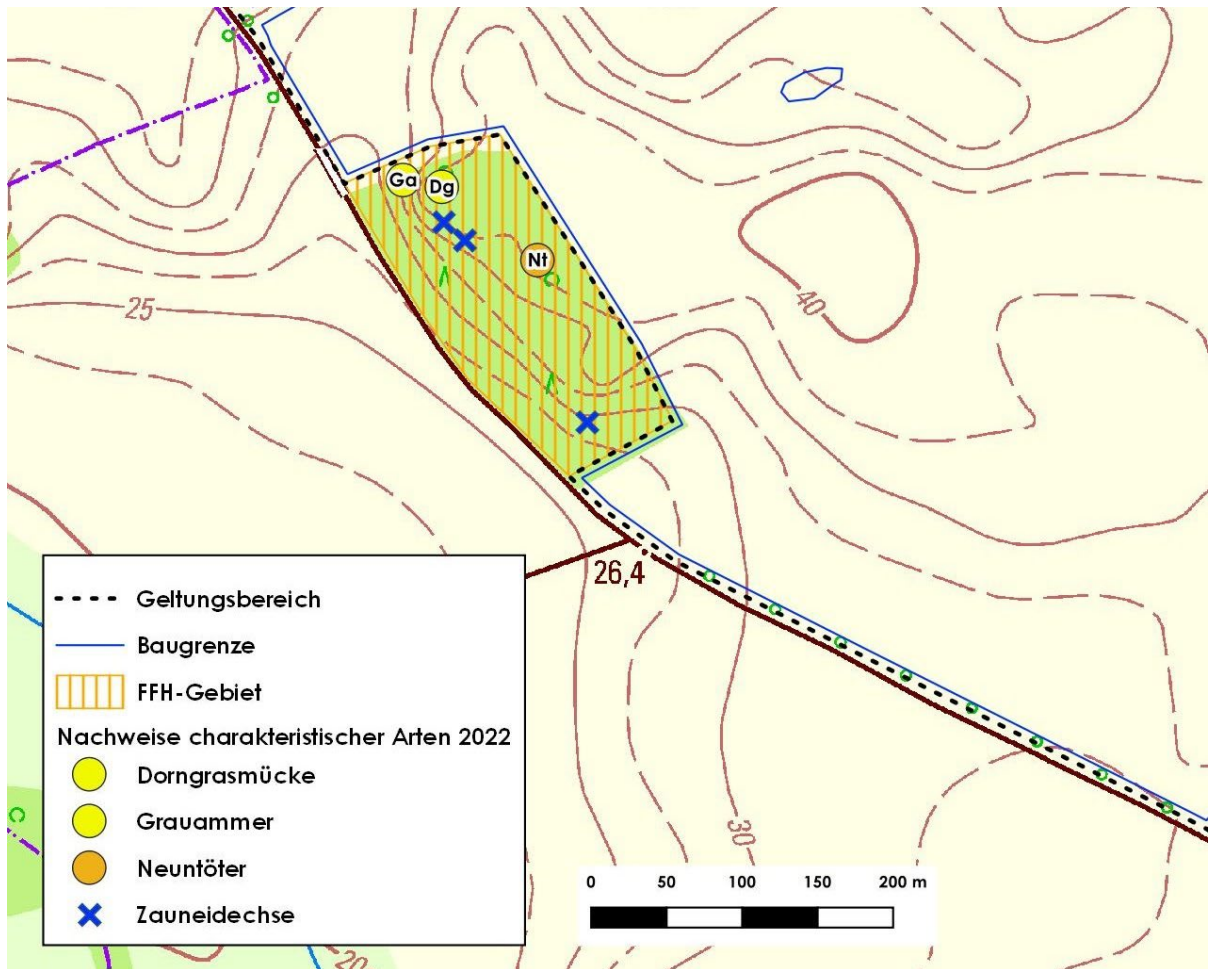 Ga
Dg
Nt
25
40
26,4
30
20
Geltungsbereich
Baugrenze
FFH-Gebiet
Nachweise charakteristischer Arten 2022
Dorngrasmücke
Grauammer
Neuntöter
Zauneidechse
0 50 100 150 200 m